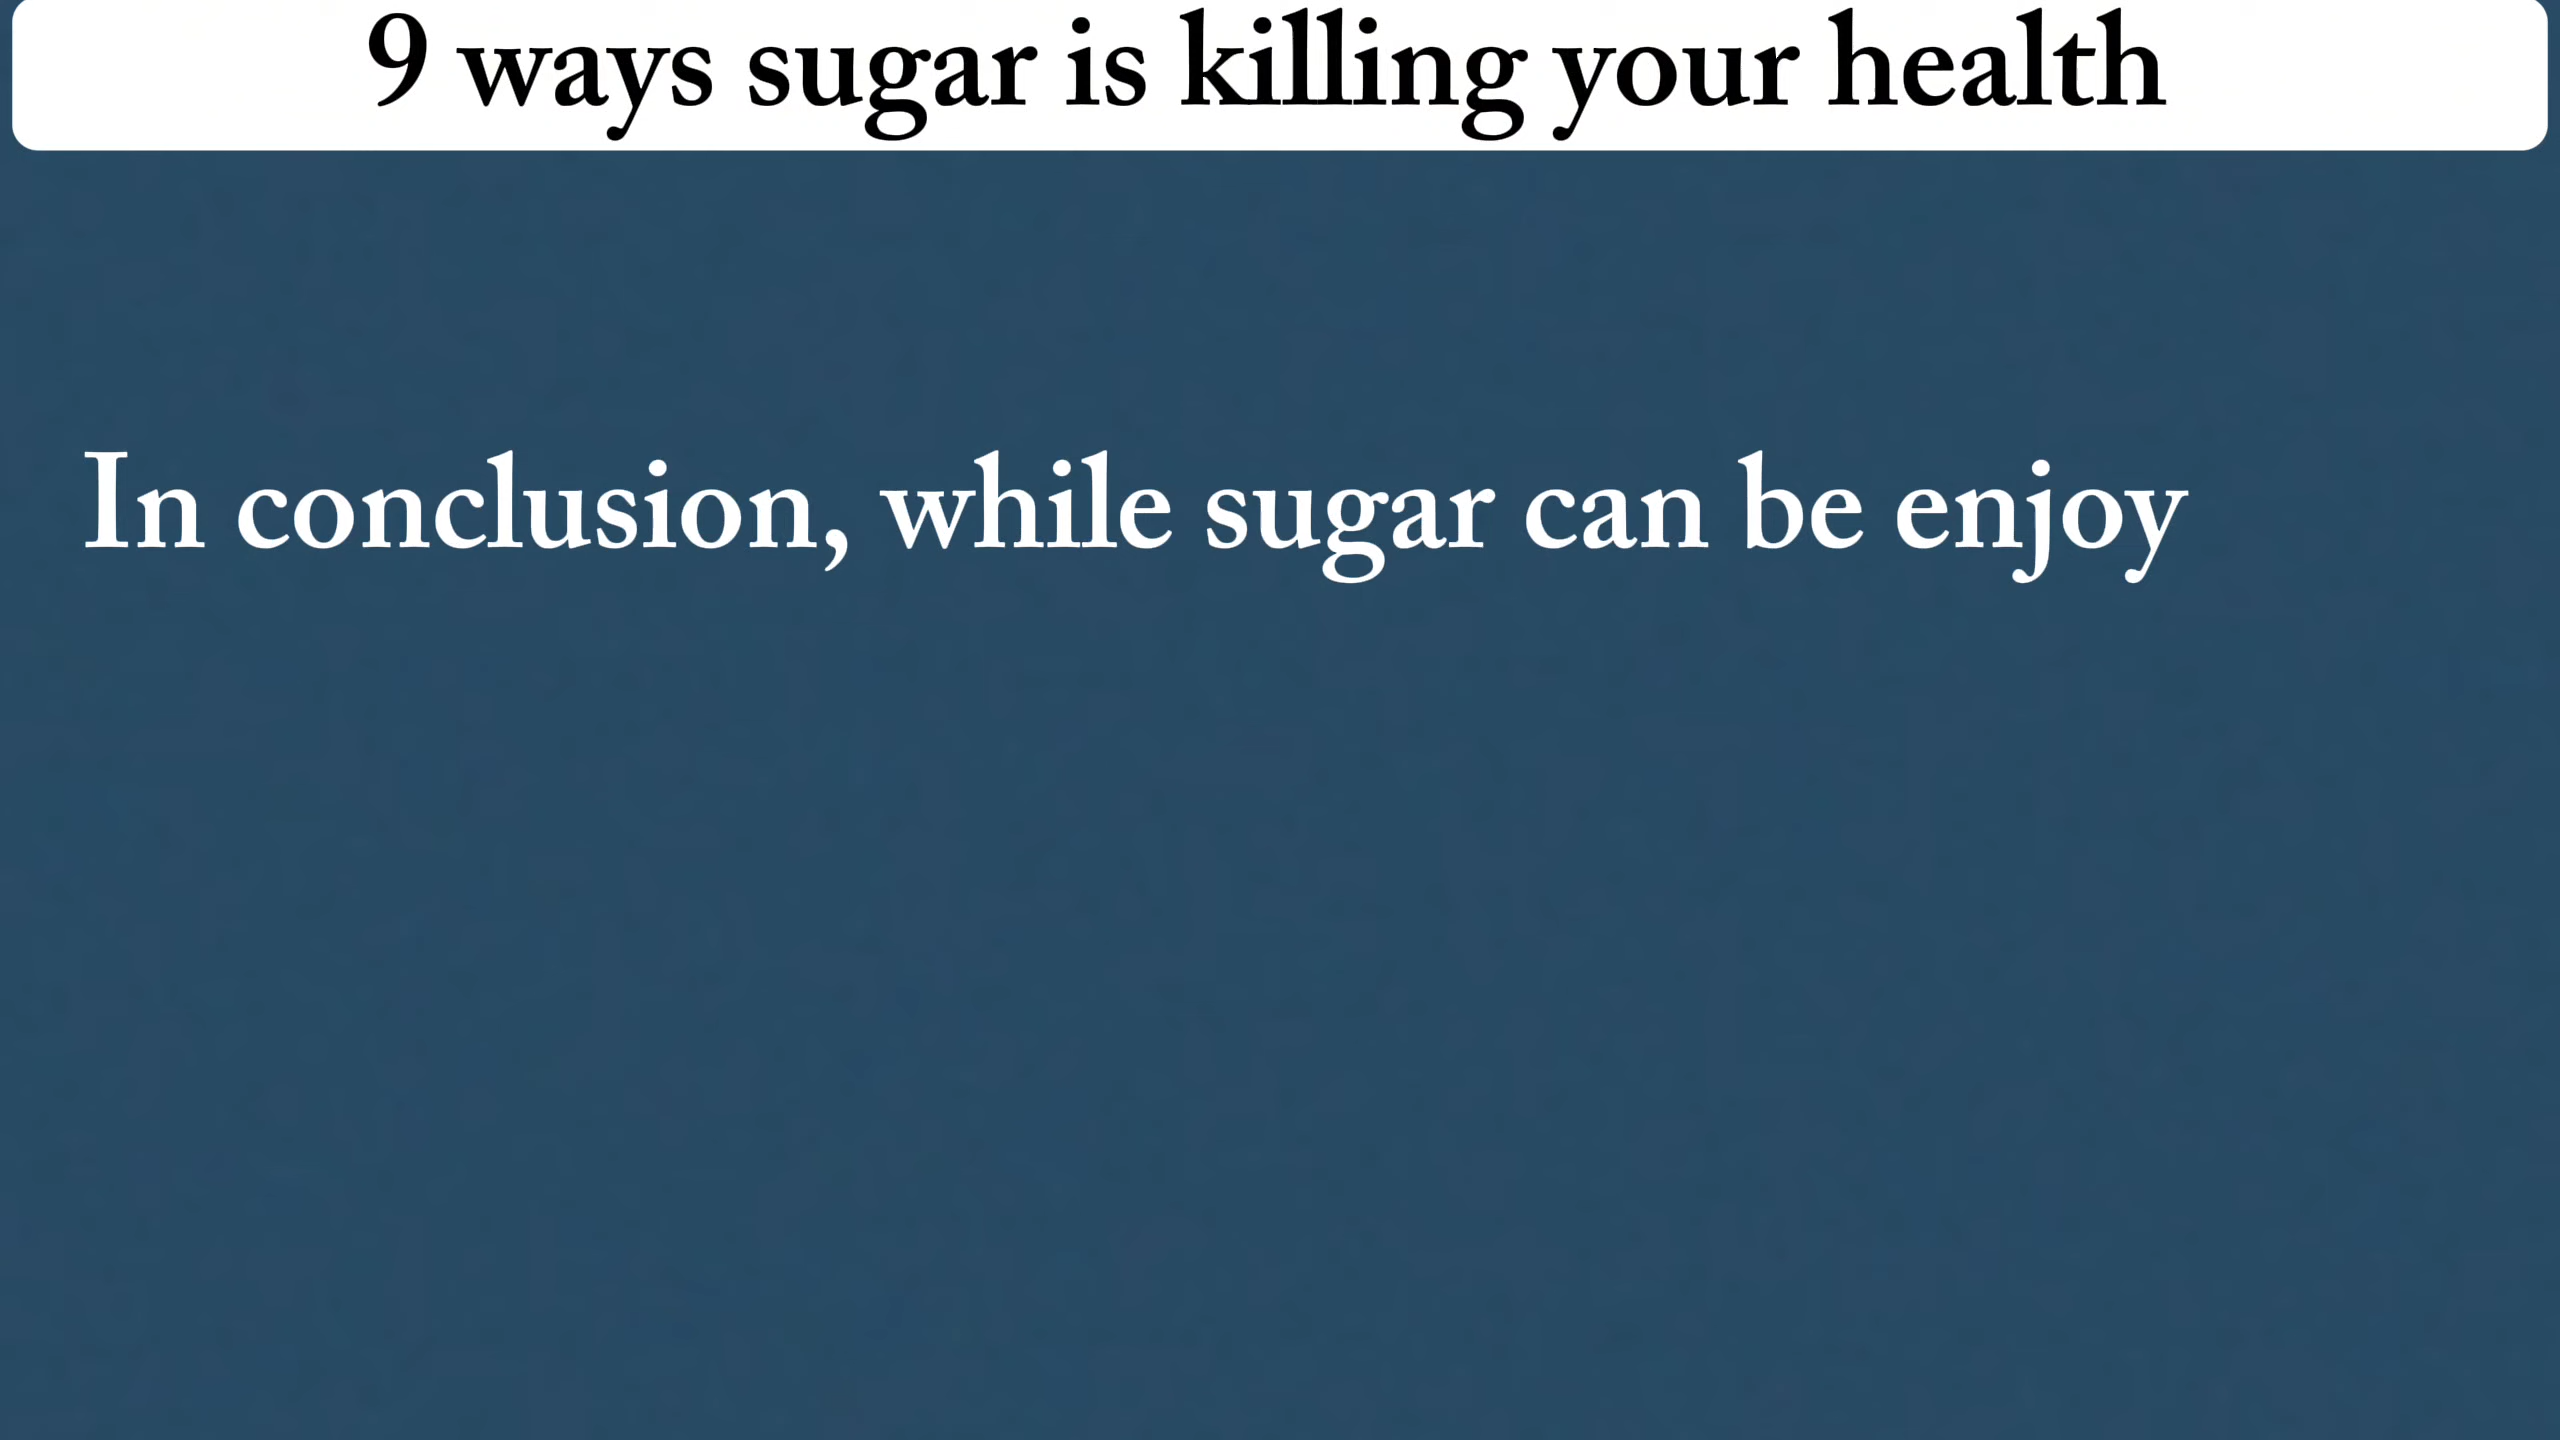 9 ways sugar is killing your health
In conclusion, while sugar can be enjoy